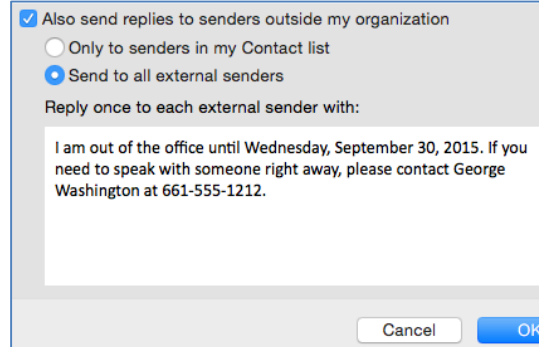 Also send replies to senders outside my organization
Only to senders in my Contact list
Send to all external senders
Reply once to each external sender with:
I am out of the office until Wednesday, September 30, 2015. If you
need to speak with someone right away, please contact George
Washington at 661-555-1212.
Cancel
OK